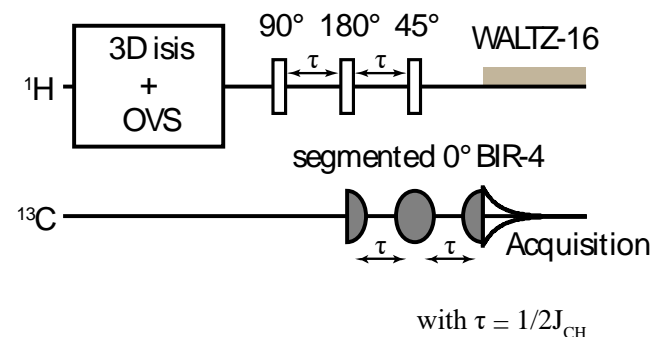 90° 180° 45°
3D isis
+
OVS
τ τ
WALTZ-16
¹H
segmented 0° BIR-4
¹³C
τ τ
Acquisition
with τ = 1/2J_CH